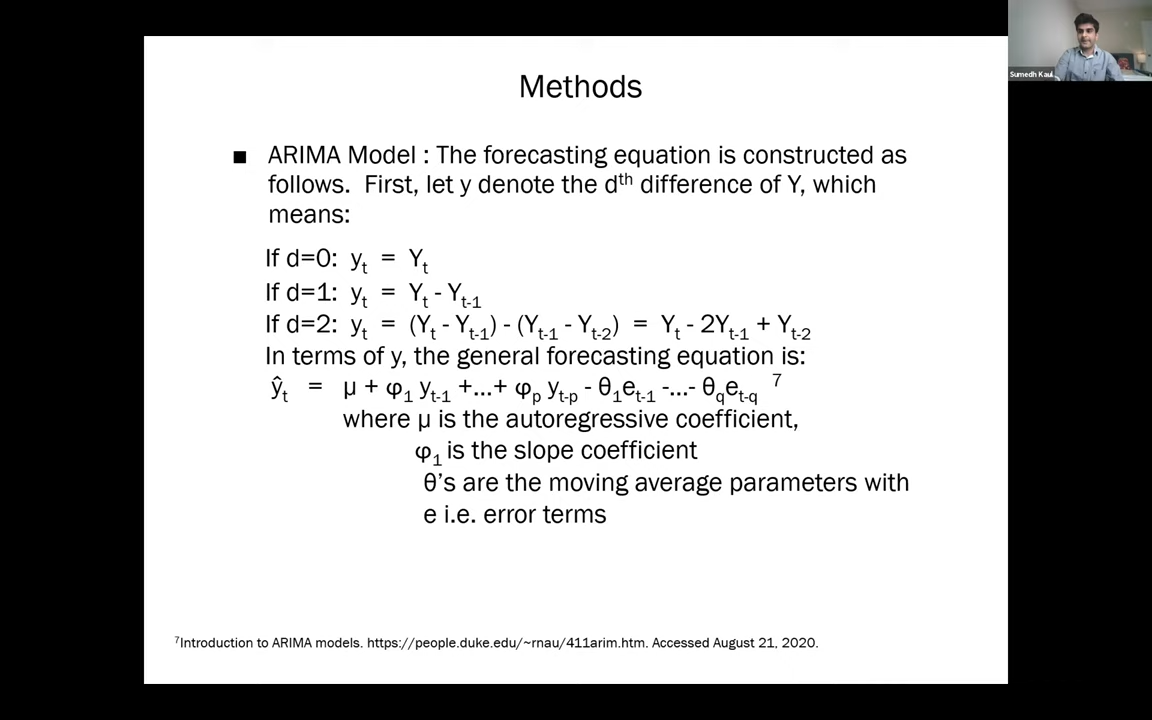 Sumedh Kaul
Methods
■ ARIMA Model : The forecasting equation is constructed as
follows. First, let y denote the dᵗʰ difference of Y, which
means:
If d=0: yₜ = Yₜ
If d=1: yₜ = Yₜ - Yₜ₋₁
If d=2: yₜ = (Yₜ - Yₜ₋₁) - (Yₜ₋₁ - Yₜ₋₂) = Yₜ - 2Yₜ₋₁ + Yₜ₋₂
In terms of y, the general forecasting equation is:
ŷₜ = μ + φ₁ yₜ₋₁ +...+ φₚ yₜ₋ₚ - θ₁eₜ₋₁ -...- θ_qe_t-q ⁷
where μ is the autoregressive coefficient,
φ₁ is the slope coefficient
θ’s are the moving average parameters with
e i.e. error terms
⁷Introduction to ARIMA models. https://people.duke.edu/~rnau/411arim.htm. Accessed August 21, 2020.